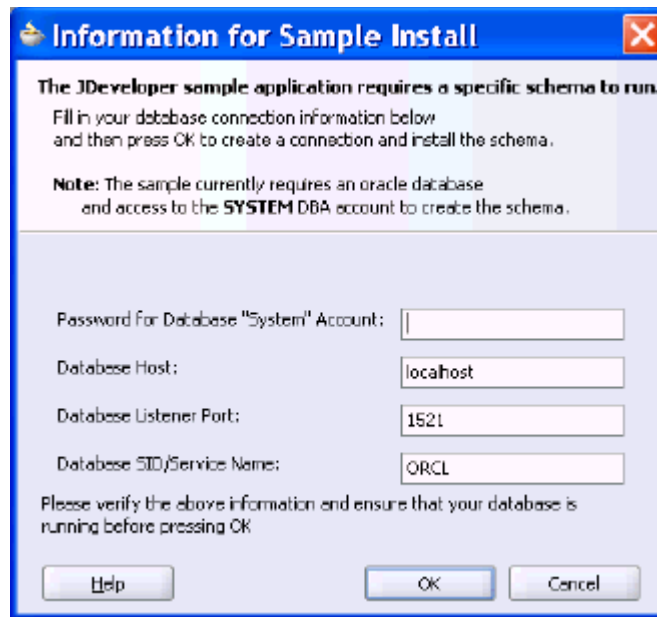 Information for Sample Install
The JDeveloper sample application requires a specific schema to run.
Fill in your database connection information below
and then press OK to create a connection and install the schema.
Note: The sample currently requires an oracle database
and access to the SYSTEM DBA account to create the schema.
Password for Database "System" Account:
Database Host:
localhost
Database Listener Port:
1521
Database SID/Service Name:
ORCL
Please verify the above information and ensure that your database is
running before pressing OK
Help
OK
Cancel